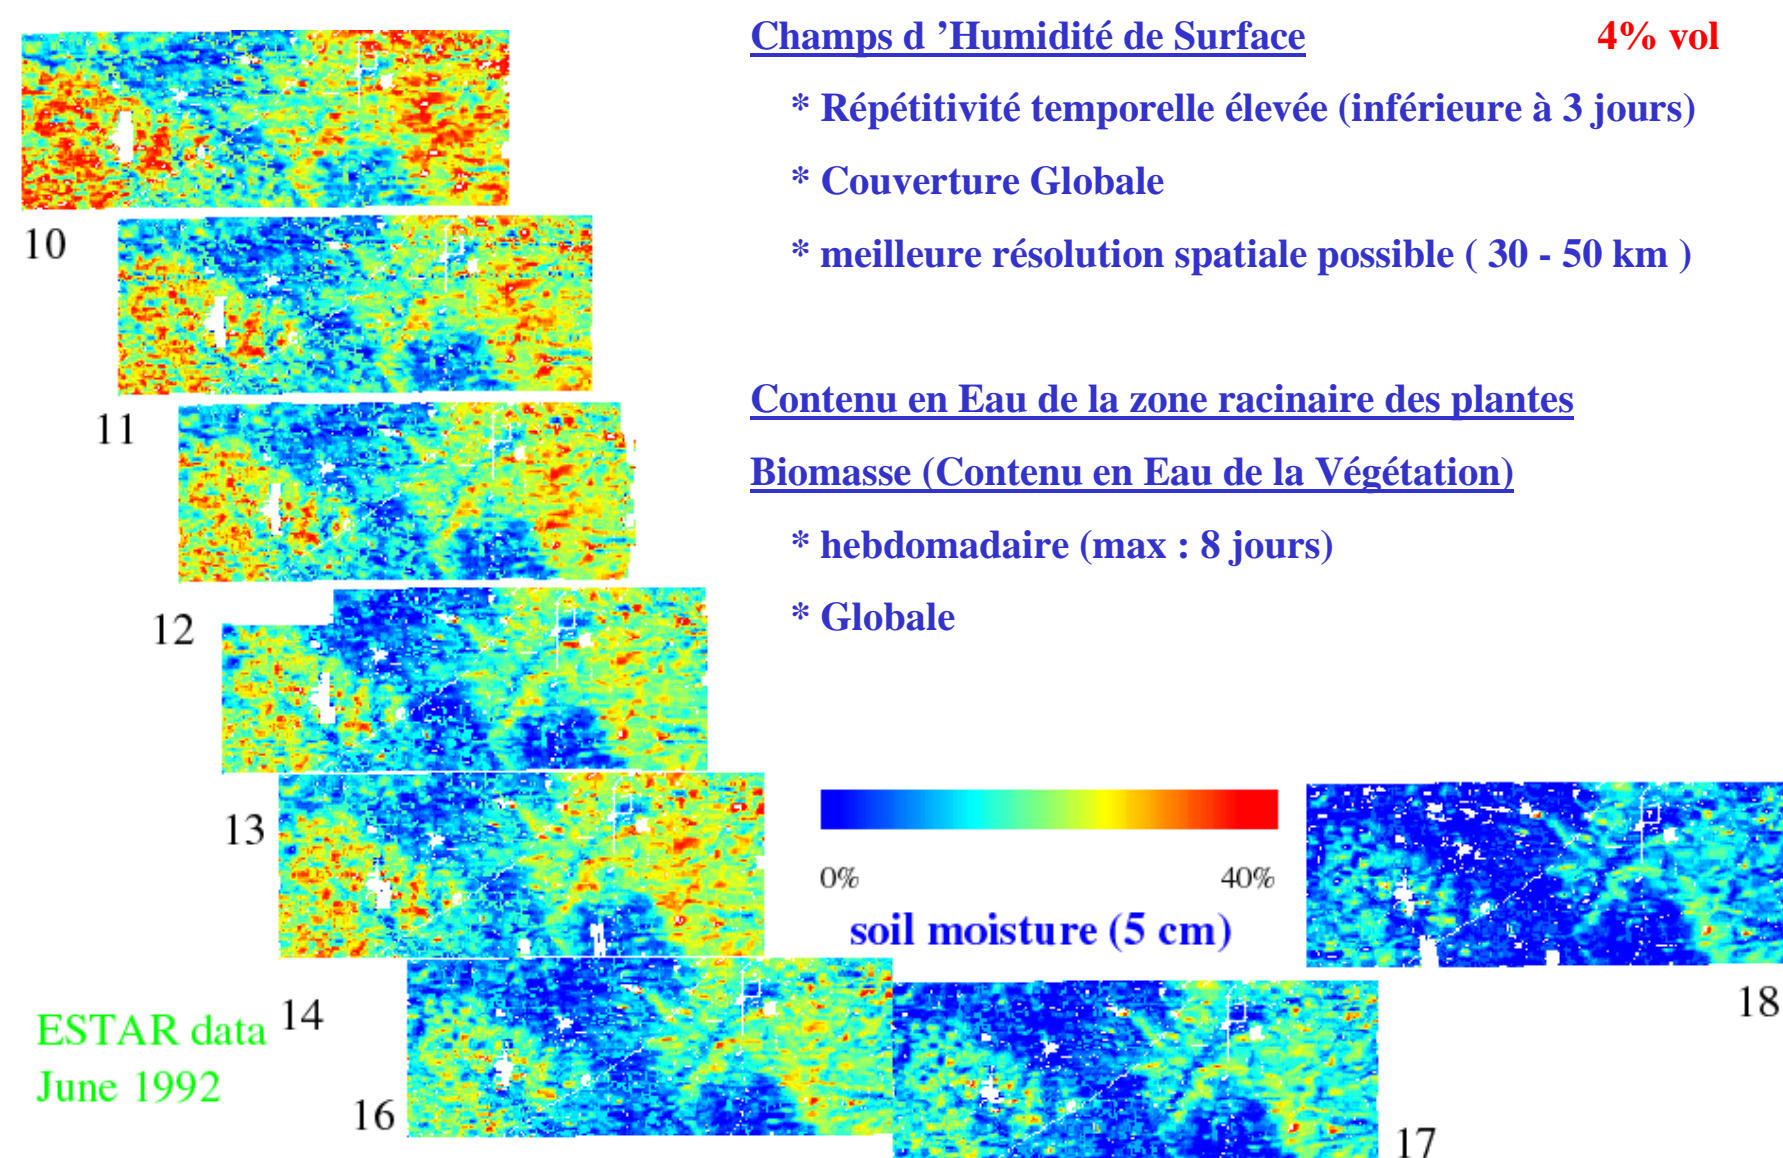 Champs d ’Humidité de Surface 4% vol
* Répétitivité temporelle élevée (inférieure à 3 jours)
* Couverture Globale
* meilleure résolution spatiale possible ( 30 - 50 km )
Contenu en Eau de la zone racinaire des plantes
Biomasse (Contenu en Eau de la Végétation)
* hebdomadaire (max : 8 jours)
* Globale
10
11
12
13
14
16
17
18
0% 40%
soil moisture (5 cm)
ESTAR data
June 1992